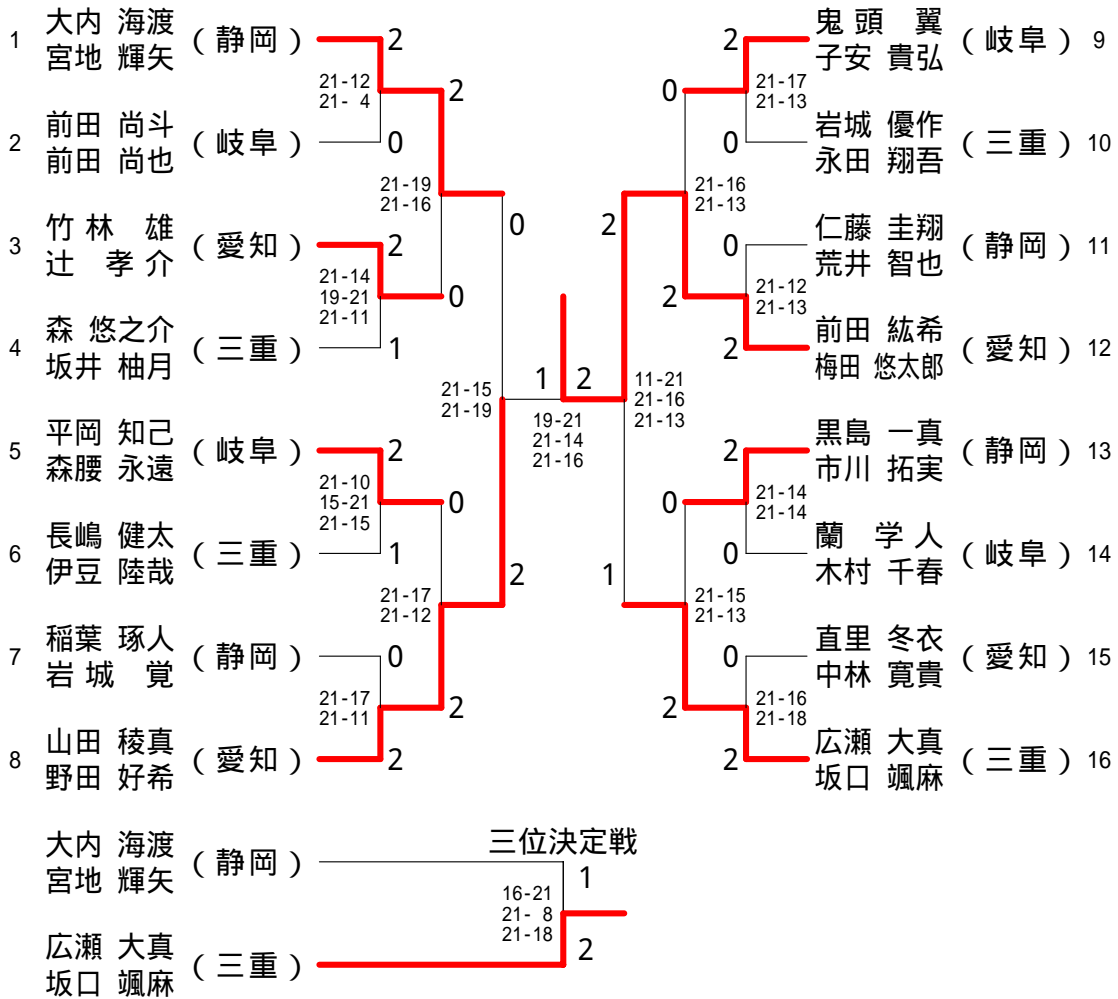 1 大内 海渡 (静岡) 2
宮地 輝矢
21-12
21- 4
2
2 前田 尚斗 (岐阜) 0
前田 尚也
21-19
21-16
0
3 竹林 雄 (愛知) 2
辻 孝介
21-14
19-21
21-11
0
4 森 悠之介 (三重) 1
坂井 柚月
21-15
21-19
5 平岡 知己 (岐阜) 2
森腰 永遠
21-10
15-21
21-15
0
6 長嶋 健太 (三重) 1
伊豆 陸哉
2
21-17
21-12
7 稲葉 琢人 (静岡) 0
岩城 覚
21-17
21-11
2
8 山田 稜真 (愛知) 2
野田 好希
1 2
19-21
21-14
21-16
2 鬼頭 翼 (岐阜) 9
子安 貴弘
0
21-17
21-13
0 岩城 優作 (三重) 10
永田 翔吾
2
21-16
21-13
0 仁藤 圭翔 (静岡) 11
荒井 智也
2
21-12
21-13
2 前田 紘希 (愛知) 12
梅田 悠太郎
11-21
21-16
21-13
2 黒島 一真 (静岡) 13
市川 拓実
0
21-14
21-14
0 蘭 学人 (岐阜) 14
木村 千春
1
21-15
21-13
0 直里 冬衣 (愛知) 15
中林 寛貴
2
21-16
21-18
2 広瀬 大真 (三重) 16
坂口 颯麻
三位決定戦
大内 海渡 (静岡) 1
宮地 輝矢
16-21
21- 8
21-18
広瀬 大真 (三重) 2
坂口 颯麻